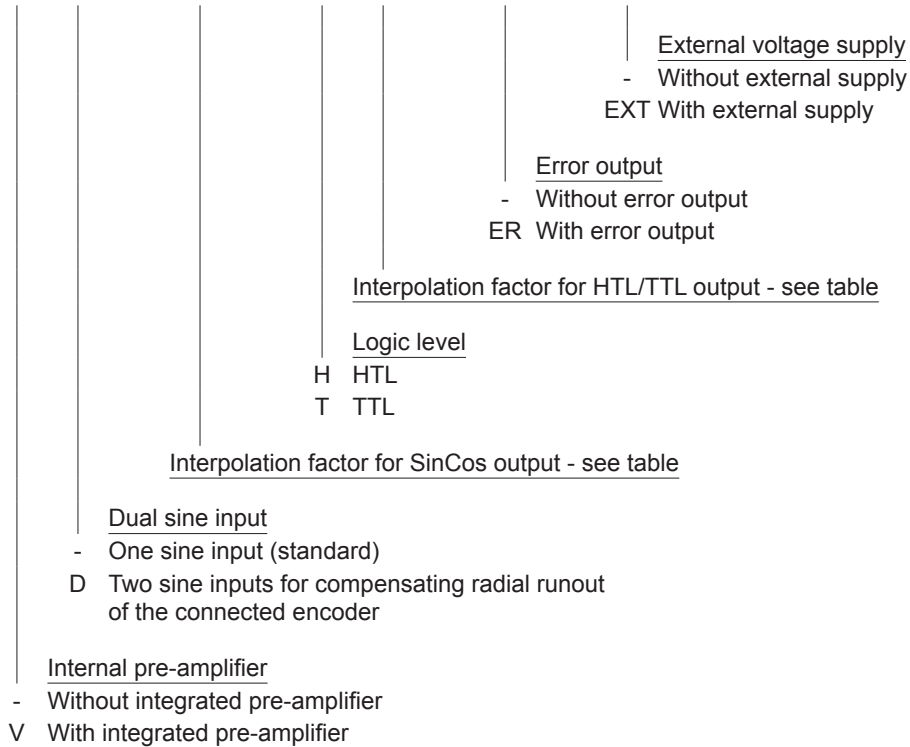 External voltage supply
- Without external supply
EXT With external supply
Error output
- Without error output
ER With error output
Interpolation factor for HTL/TTL output - see table
Logic level
H HTL
T TTL
Interpolation factor for SinCos output - see table
Dual sine input
- One sine input (standard)
D Two sine inputs for compensating radial runout
of the connected encoder
Internal pre-amplifier
- Without integrated pre-amplifier
V With integrated pre-amplifier